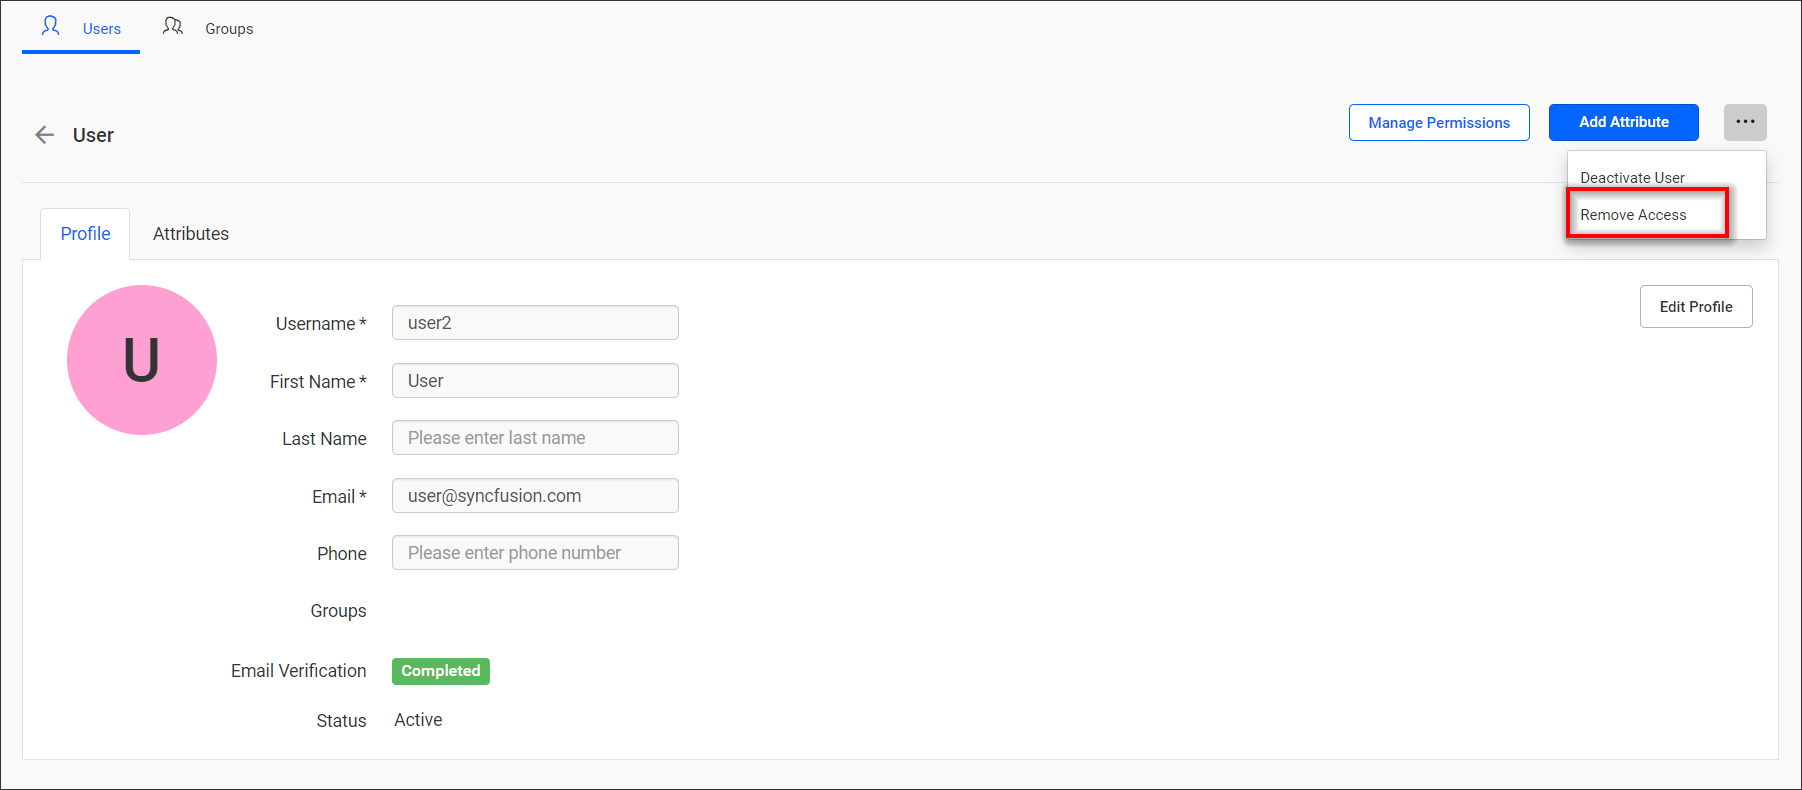 Users Groups
User
Manage Permissions Add Attribute ...
Deactivate User
Remove Access
Profile Attributes
U
Edit Profile
Username * user2
First Name * User
Last Name Please enter last name
Email * user@syncfusion.com
Phone Please enter phone number
Groups
Email Verification Completed
Status Active